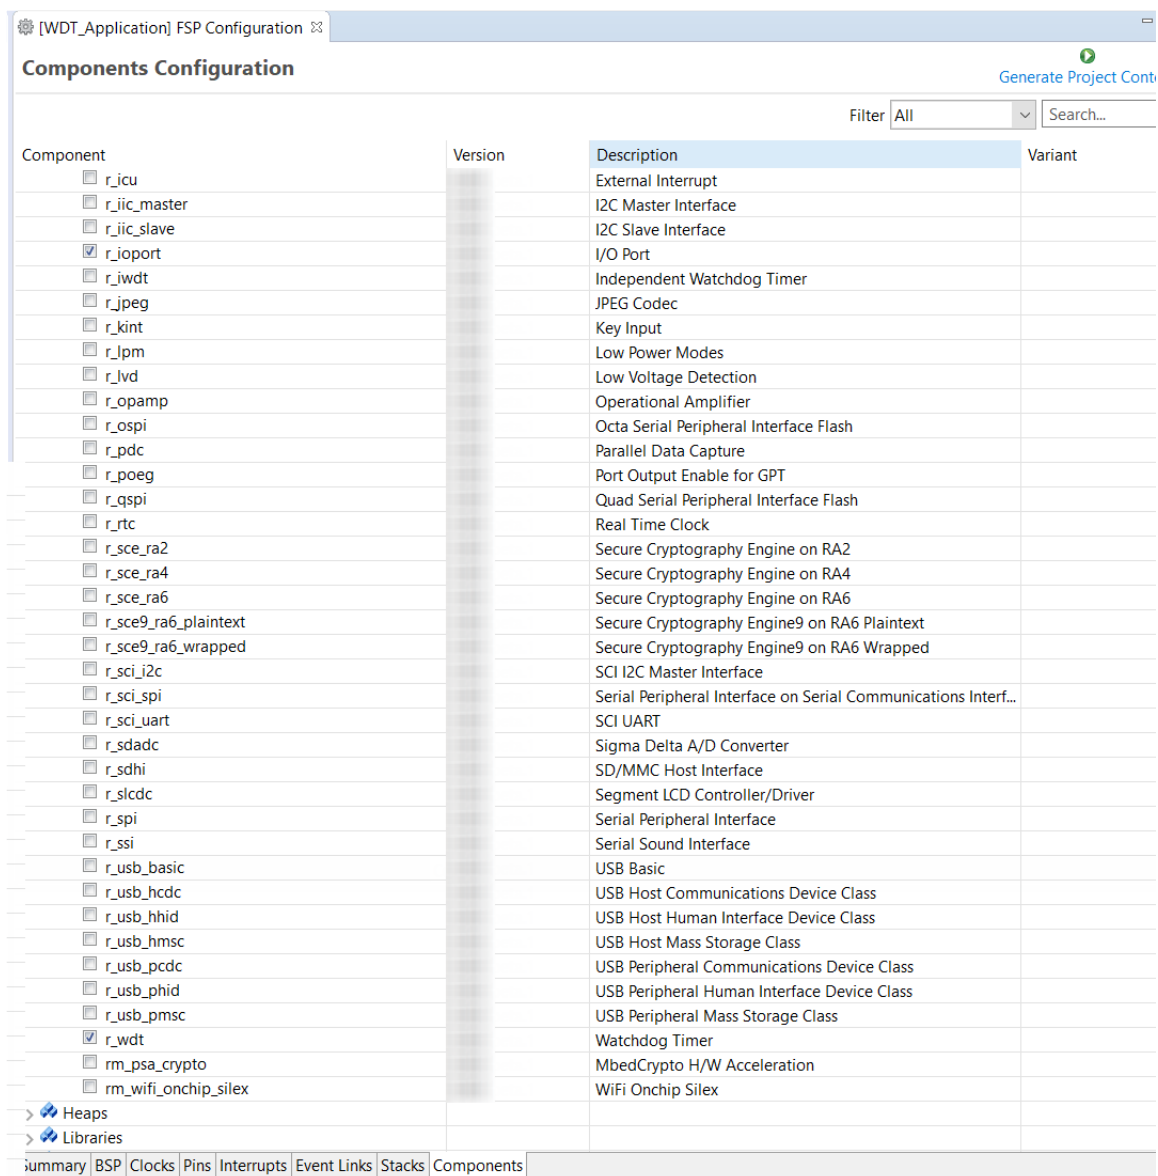 [WDT_Application] FSP Configuration
Components Configuration
Generate Project Conte
Filter All Search...
Component Version Description Variant
r_icu External Interrupt
r_iic_master I2C Master Interface
r_iic_slave I2C Slave Interface
r_ioport I/O Port
r_iwdt Independent Watchdog Timer
r_jpeg JPEG Codec
r_kint Key Input
r_lpm Low Power Modes
r_lvd Low Voltage Detection
r_opamp Operational Amplifier
r_ospi Octa Serial Peripheral Interface Flash
r_pdc Parallel Data Capture
r_poeg Port Output Enable for GPT
r_qspi Quad Serial Peripheral Interface Flash
r_rtc Real Time Clock
r_sce_ra2 Secure Cryptography Engine on RA2
r_sce_ra4 Secure Cryptography Engine on RA4
r_sce_ra6 Secure Cryptography Engine on RA6
r_sce9_ra6_plaintext Secure Cryptography Engine9 on RA6 Plaintext
r_sce9_ra6_wrapped Secure Cryptography Engine9 on RA6 Wrapped
r_sci_i2c SCI I2C Master Interface
r_sci_spi Serial Peripheral Interface on Serial Communications Interf...
r_sci_uart SCI UART
r_sdadc Sigma Delta A/D Converter
r_sdhi SD/MMC Host Interface
r_slcdc Segment LCD Controller/Driver
r_spi Serial Peripheral Interface
r_ssi Serial Sound Interface
r_usb_basic USB Basic
r_usb_hcdc USB Host Communications Device Class
r_usb_hhid USB Host Human Interface Device Class
r_usb_hmsc USB Host Mass Storage Class
r_usb_pcdc USB Peripheral Communications Device Class
r_usb_phid USB Peripheral Human Interface Device Class
r_usb_pmsc USB Peripheral Mass Storage Class
r_wdt Watchdog Timer
rm_psa_crypto MbedCrypto H/W Acceleration
rm_wifi_onchip_silex WiFi Onchip Silex
Heaps
Libraries
Summary BSP Clocks Pins Interrupts Event Links Stacks Components